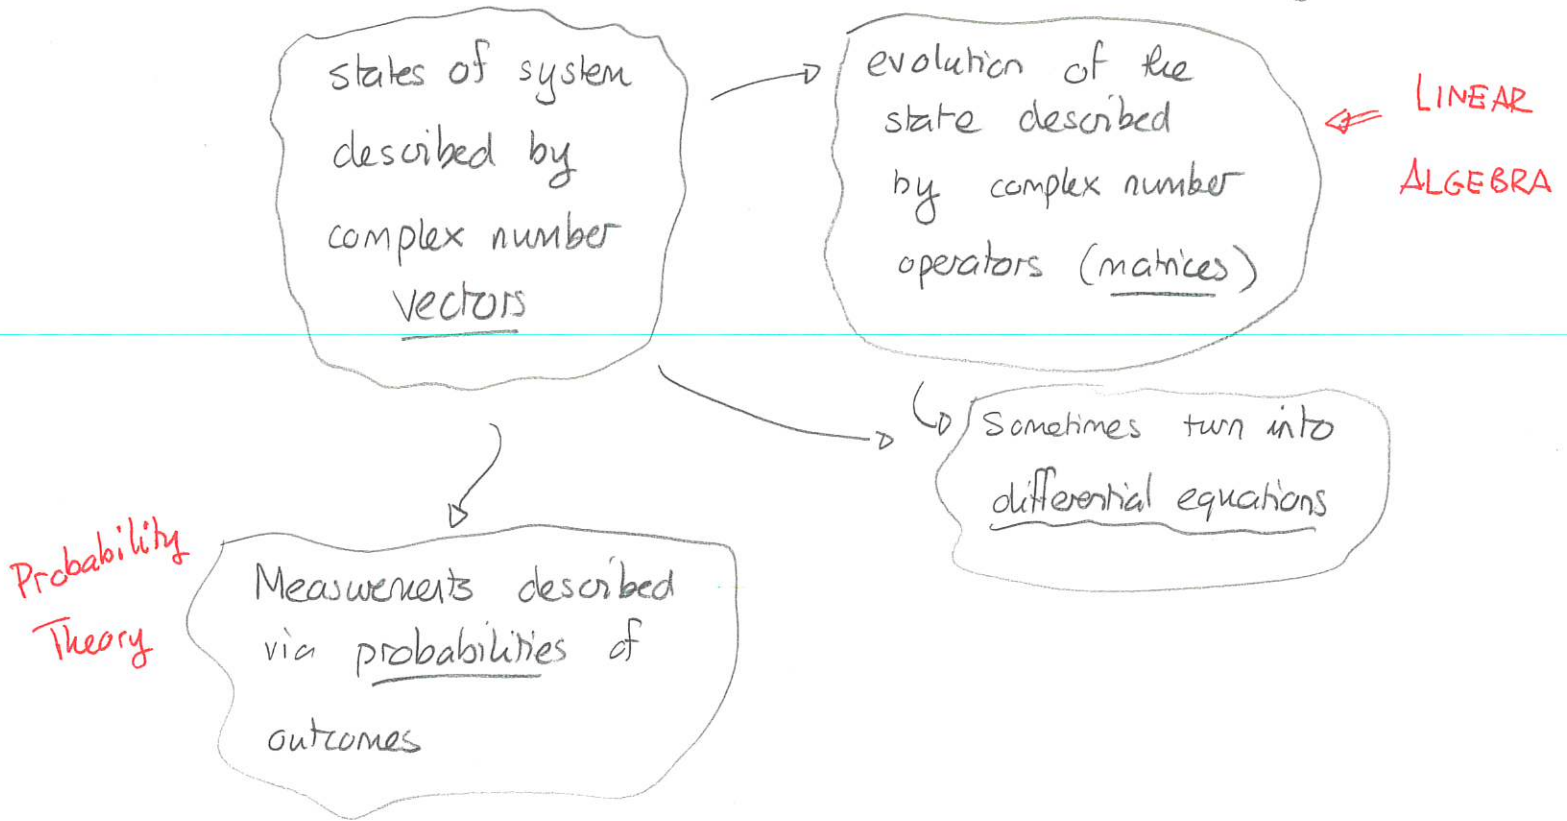 states of system
described by
complex number
vectors
evolution of the
state described
by complex number
operators (matrices)
LINEAR
ALGEBRA
Sometimes turn into
differential equations
Probability
Theory
Measurements described
via probabilities of
outcomes